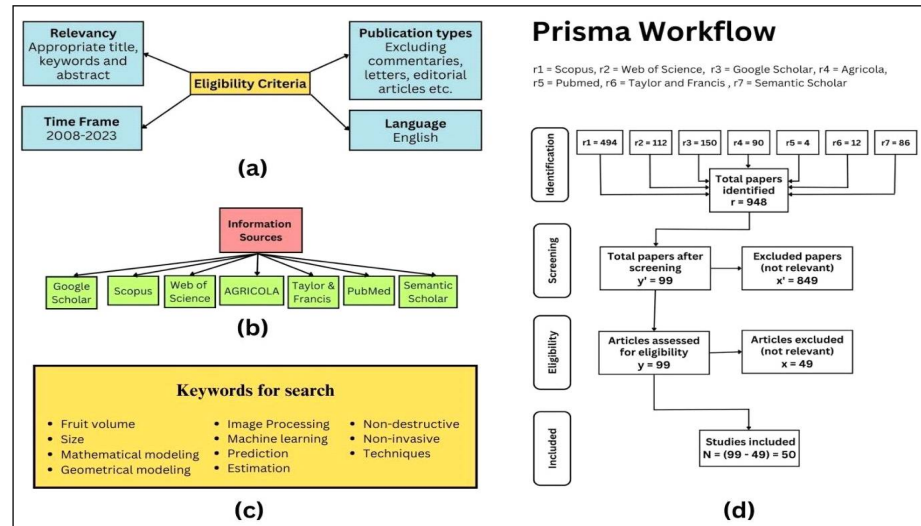 Relevancy
Appropriate title,
keywords and
abstract
Publication types
Excluding
commentaries,
letters, editorial
articles etc.
Eligibility Criteria
Time Frame
2008-2023
Language
English
(a)
Information
Sources
Google
Scholar
Scopus
Web of
Science
AGRICOLA
Taylor &
Francis
PubMed
Semantic
Scholar
(b)
Keywords for search
• Fruit volume
• Size
• Mathematical modeling
• Geometrical modeling
• Image Processing
• Machine learning
• Prediction
• Estimation
• Non-destructive
• Non-invasive
• Techniques
(c)
Prisma Workflow
r1 = Scopus, r2 = Web of Science, r3 = Google Scholar, r4 = Agricola,
r5 = Pubmed, r6 = Taylor and Francis , r7 = Semantic Scholar
Identification
r1 = 494
r2 = 112
r3 = 150
r4 = 90
r5 = 4
r6 = 12
r7 = 86
Total papers
identified
r = 948
Screening
Total papers after
screening
y' = 99
Excluded papers
(not relevant)
x' = 849
Eligibility
Articles assessed
for eligibility
y = 99
Articles excluded
(not relevant)
x = 49
Included
Studies included
N = (99 - 49) = 50
(d)